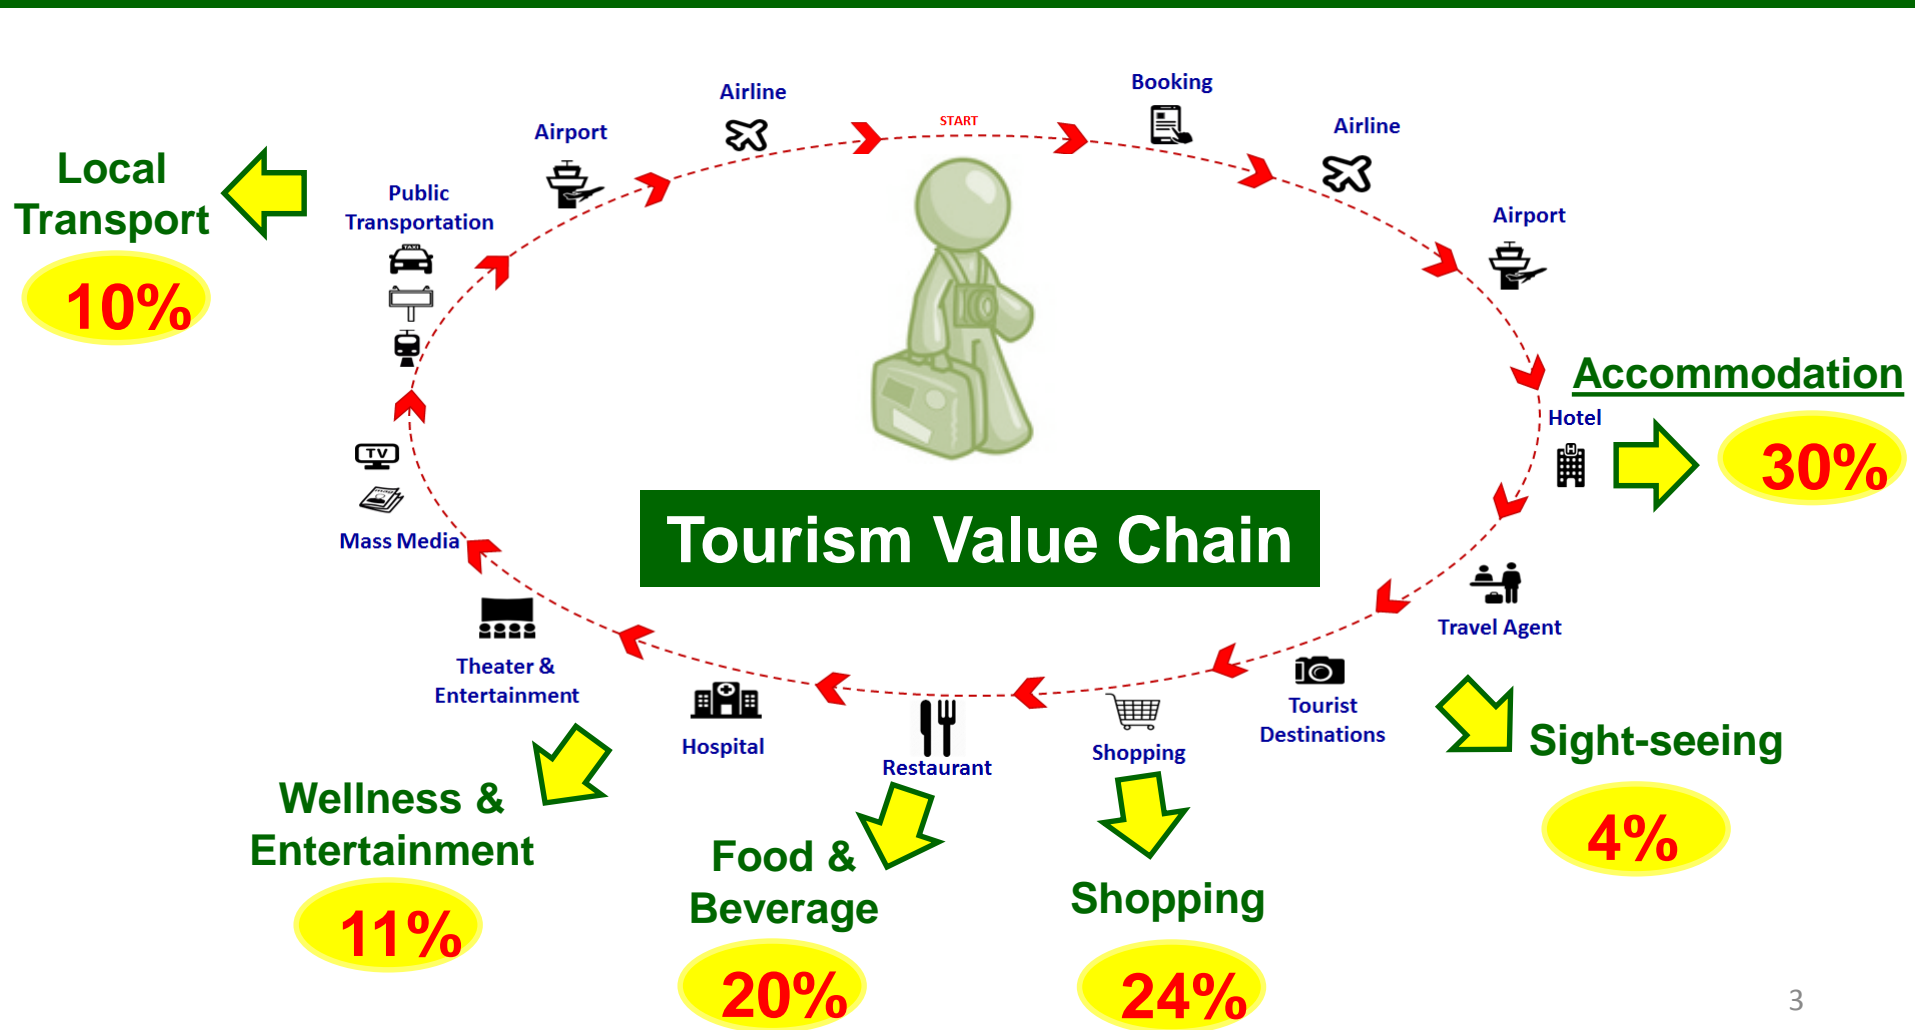 START
Booking
Airline
Airport
Accommodation
Hotel
30%
Travel Agent
Sight-seeing
4%
Tourist
Destinations
Shopping
Shopping
24%
Restaurant
Food &
Beverage
20%
Hospital
Theater &
Entertainment
Wellness &
Entertainment
11%
TV
Mass Media
Public
Transportation
TAXI
Local
Transport
10%
Airport
Airline
Tourism Value Chain
H
3